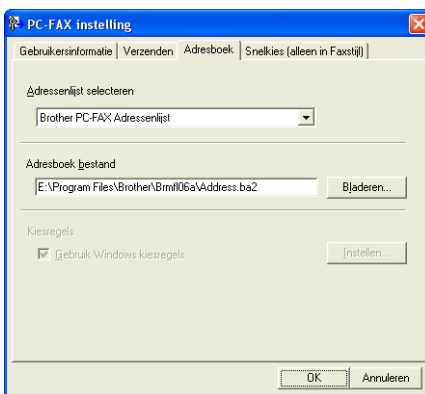 PC-FAX instelling
Gebruikersinformatie Verzenden Adresboek Snelkies (alleen in Faxstijl)
Adressenlijst selecteren
Brother PC-FAX Adressenlijst
Adresboek bestand
E:\Program Files\Brother\Brmfl06a\Address.ba2 Bladeren...
Kiesregels
Gebruik Windows kiesregels Instellen...
OK Annuleren